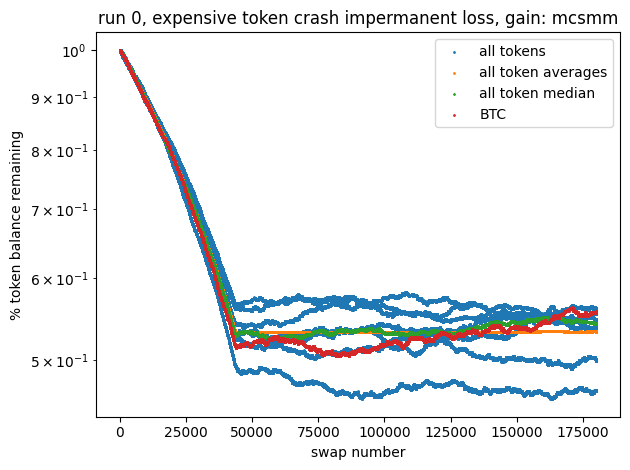 run 0, expensive token crash impermanent loss, gain: mcsmm
all tokens
all token averages
all token median
BTC
% token balance remaining
10⁰
9 × 10⁻¹
8 × 10⁻¹
7 × 10⁻¹
6 × 10⁻¹
5 × 10⁻¹
0 25000 50000 75000 100000 125000 150000 175000
swap number